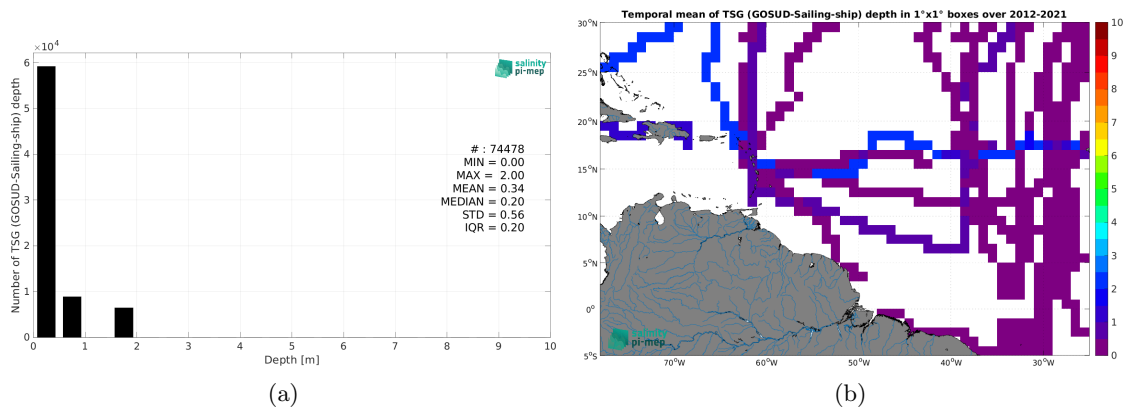 ×10⁴
6
5
4
3
2
1
0
Number of TSG (GOSUD-Sailing-ship) depth
salinity
pi-mep
# : 74478
MIN = 0.00
MAX = 2.00
MEAN = 0.34
MEDIAN = 0.20
STD = 0.56
IQR = 0.20
0 1 2 3 4 5 6 7 8 9 10
Depth [m]
(a)
Temporal mean of TSG (GOSUD-Sailing-ship) depth in 1°x1° boxes over 2012-2021
30°N
25°N
20°N
15°N
10°N
5°N
0°
5°S
70°W 60°W 50°W 40°W 30°W
salinity
pi-mep
10
9
8
7
6
5
4
3
2
1
0
(b)